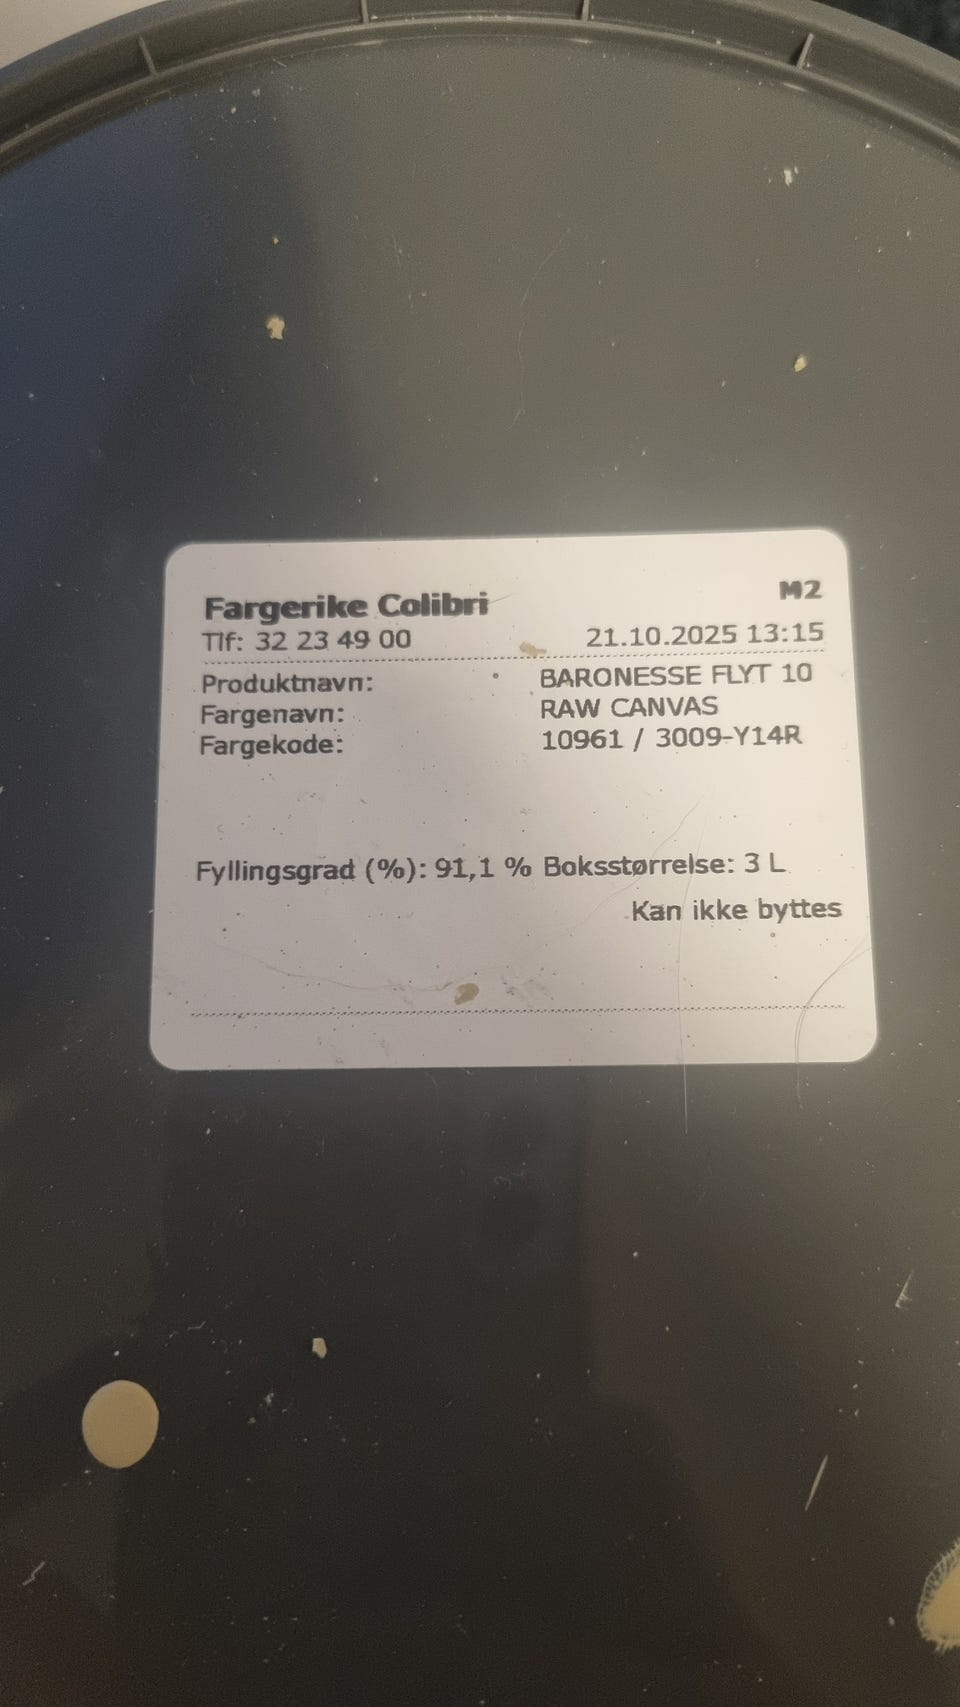 Fargerike Colibri
M2
Tlf: 32 23 49 00 21.10.2025 13:15
Produktnavn: BARONESSE FLYT 10
Fargenavn: RAW CANVAS
Fargekode: 10961 / 3009-Y14R
Fyllingsgrad (%): 91,1 % Boksstørrelse: 3 L
Kan ikke byttes